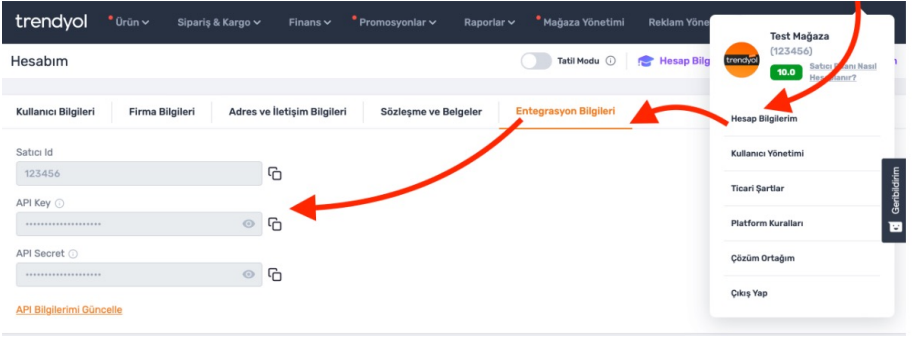 trendyol Ürün Sipariş & Kargo Finans Promosyonlar Raporlar Mağaza Yönetimi Reklam Yöne
Test Mağaza
(123456)
trendyol
10.0
Nasıl
Hesabım
Tatil Modu
Hesap Bilg
Kullanıcı Bilgileri Firma Bilgileri Adres ve İletişim Bilgileri Sözleşme ve Belgeler Entegrasyon Bilgileri
Satıcı Id
123456
API Key
••••••••••••••••••••
API Secret
••••••••••••••••••••
API Bilgilerimi Güncelle
Hesap Bilgilerim
Kullanıcı Yönetimi
Ticari Şartlar
Platform Kuralları
Çözüm Ortağım
Çıkış Yap
Geribildirim